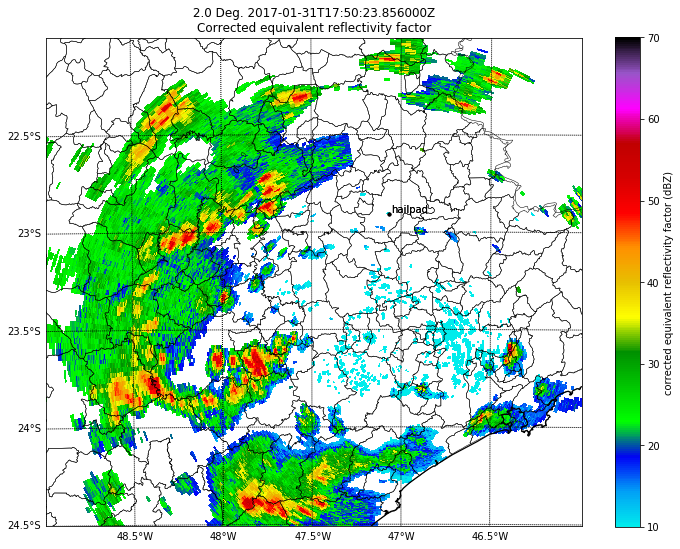 2.0 Deg. 2017-01-31T17:50:23.856000Z
Corrected equivalent reflectivity factor
70
60
50
40
30
20
10
corrected equivalent reflectivity factor (dBZ)
22.5°S
23°S
23.5°S
24°S
24.5°S
hailpad
48.5°W
48°W
47.5°W
47°W
46.5°W